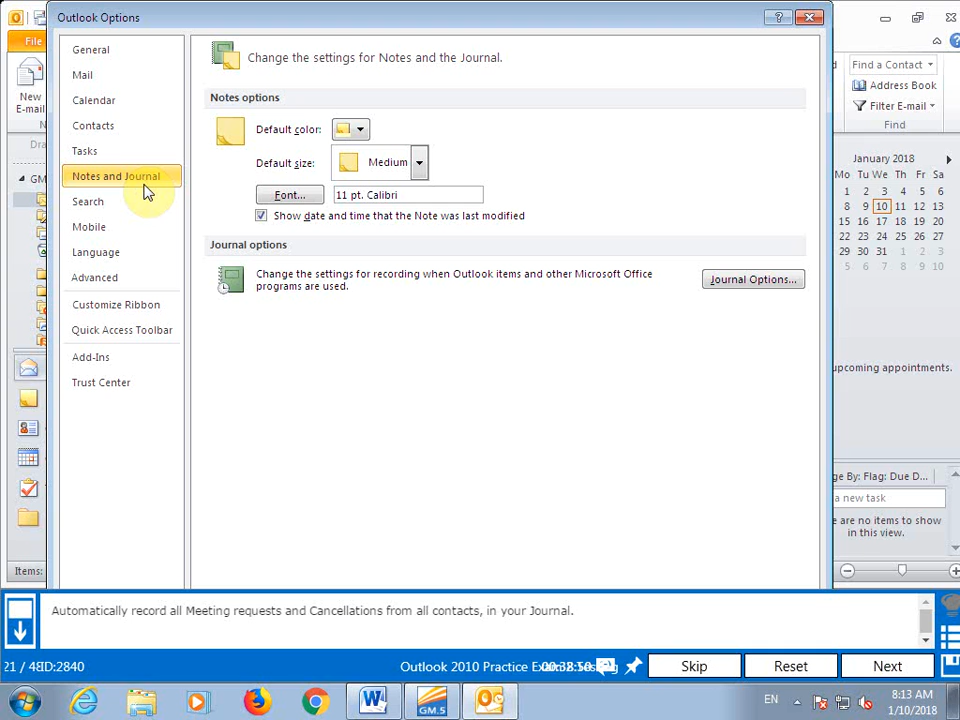 Outlook Options
?
File
New
E-mail
GM
Items:
General
Mail
Calendar
Contacts
Tasks
Notes and Journal
Search
Mobile
Language
Advanced
Customize Ribbon
Quick Access Toolbar
Add-Ins
Trust Center
Change the settings for Notes and the Journal.
Notes options
Default color:
Default size: Medium
Font... 11 pt. Calibri
Show date and time that the Note was last modified
Journal options
Change the settings for recording when Outlook items and other Microsoft Office
programs are used.
Journal Options...
Find a Contact
Address Book
Filter E-mail
Find
January 2018
Mo Tu We Th Fr Sa
1 2 3 4 5 6
8 9 10 11 12 13
15 16 17 18 19 20
22 23 24 25 26 27
29 30 31 1 2 3
5 6 7 8 9 10
upcoming appointments.
ge By: Flag: Due D...
a new task
e are no items to show
in this view.
Automatically record all Meeting requests and Cancellations from all contacts, in your Journal.
21 / 48ID:2840
Outlook 2010 Practice
Skip
Reset
Next
GM.5
EN
8:13 AM
1/10/2018